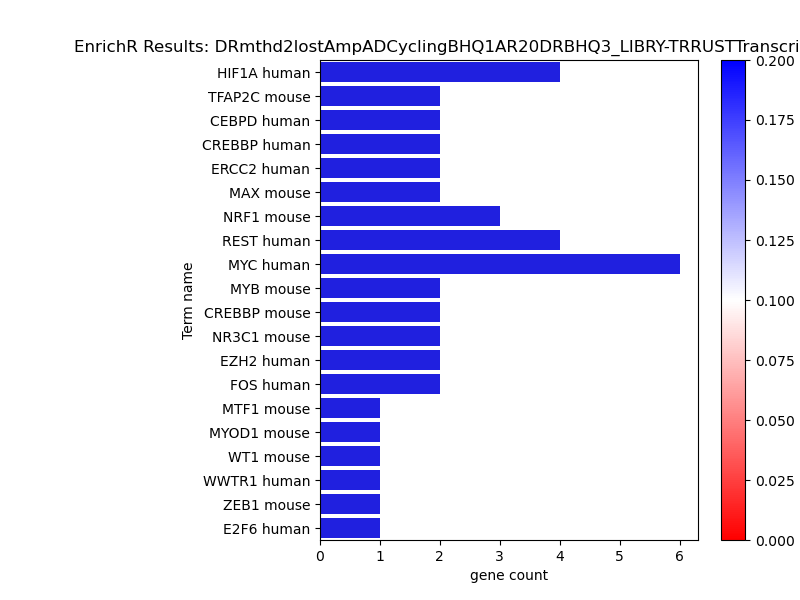 EnrichR Results: DRmthd2lostAmpADCyclingBHQ1AR20DRBHQ3_LIBRY-TRRUSTTranscri
HIF1A human
TFAP2C mouse
CEBPD human
CREBBP human
ERCC2 human
MAX mouse
NRF1 mouse
REST human
MYC human
MYB mouse
CREBBP mouse
NR3C1 mouse
EZH2 human
FOS human
MTF1 mouse
MYOD1 mouse
WT1 mouse
WWTR1 human
ZEB1 mouse
E2F6 human
Term name
0 1 2 3 4 5 6
gene count
0.200
0.175
0.150
0.125
0.100
0.075
0.050
0.025
0.000